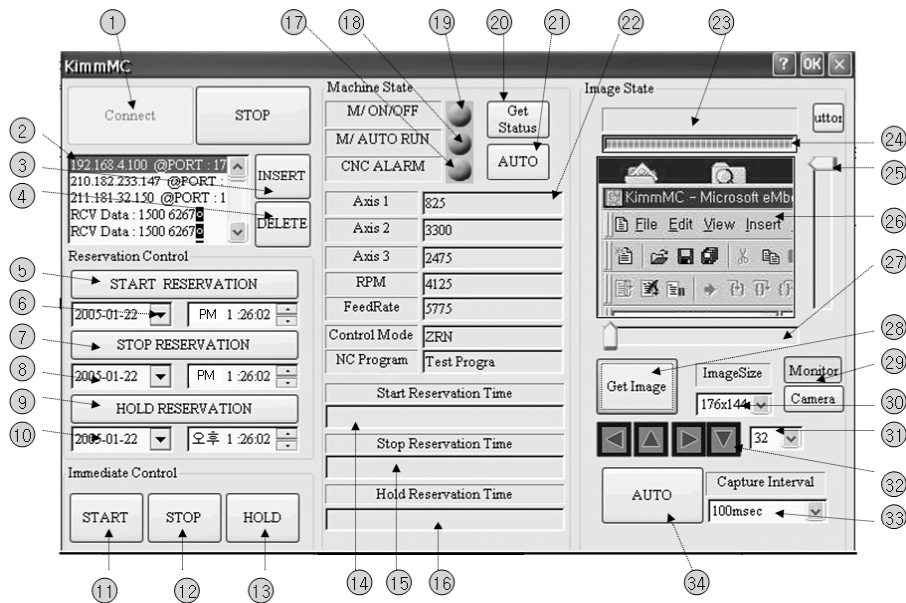 17 18 19 20 21 22 23
1
KimmMC ? OK ×
Connect STOP
2
3
4
192.168.4.100 @PORT : 17
210.182.233.147 @PORT :
211.181.32.150 @PORT : 1
RCV Data : 1500 6267
RCV Data : 1500 6267
INSERT
DELETE
Reservation Control
5 START RESERVATION
6 2005-01-22 PM 1 :26:02
7 STOP RESERVATION
8 2005-01-22 PM 1 :26:02
9 HOLD RESERVATION
10 2005-01-22 오후 1 :26:02
Immediate Control
START STOP HOLD
11 12 13
Machine State
M/ ON/OFF
M/ AUTO RUN
CNC ALARM
Get
Status
AUTO
Axis 1 825
Axis 2 3300
Axis 3 2475
RPM 4125
FeedRate 5775
Control Mode ZRN
NC Program Test Progra
Start Reservation Time
Stop Reservation Time
Hold Reservation Time
14 15 16
Image State
uttor
24
25
KimmMC - Microsoft eMb
26
File Edit View Insert
27
28
Get Image ImageSize Monitor
29
176x144 Camera
30
32
31
32
AUTO Capture Interval
100msec
33
34